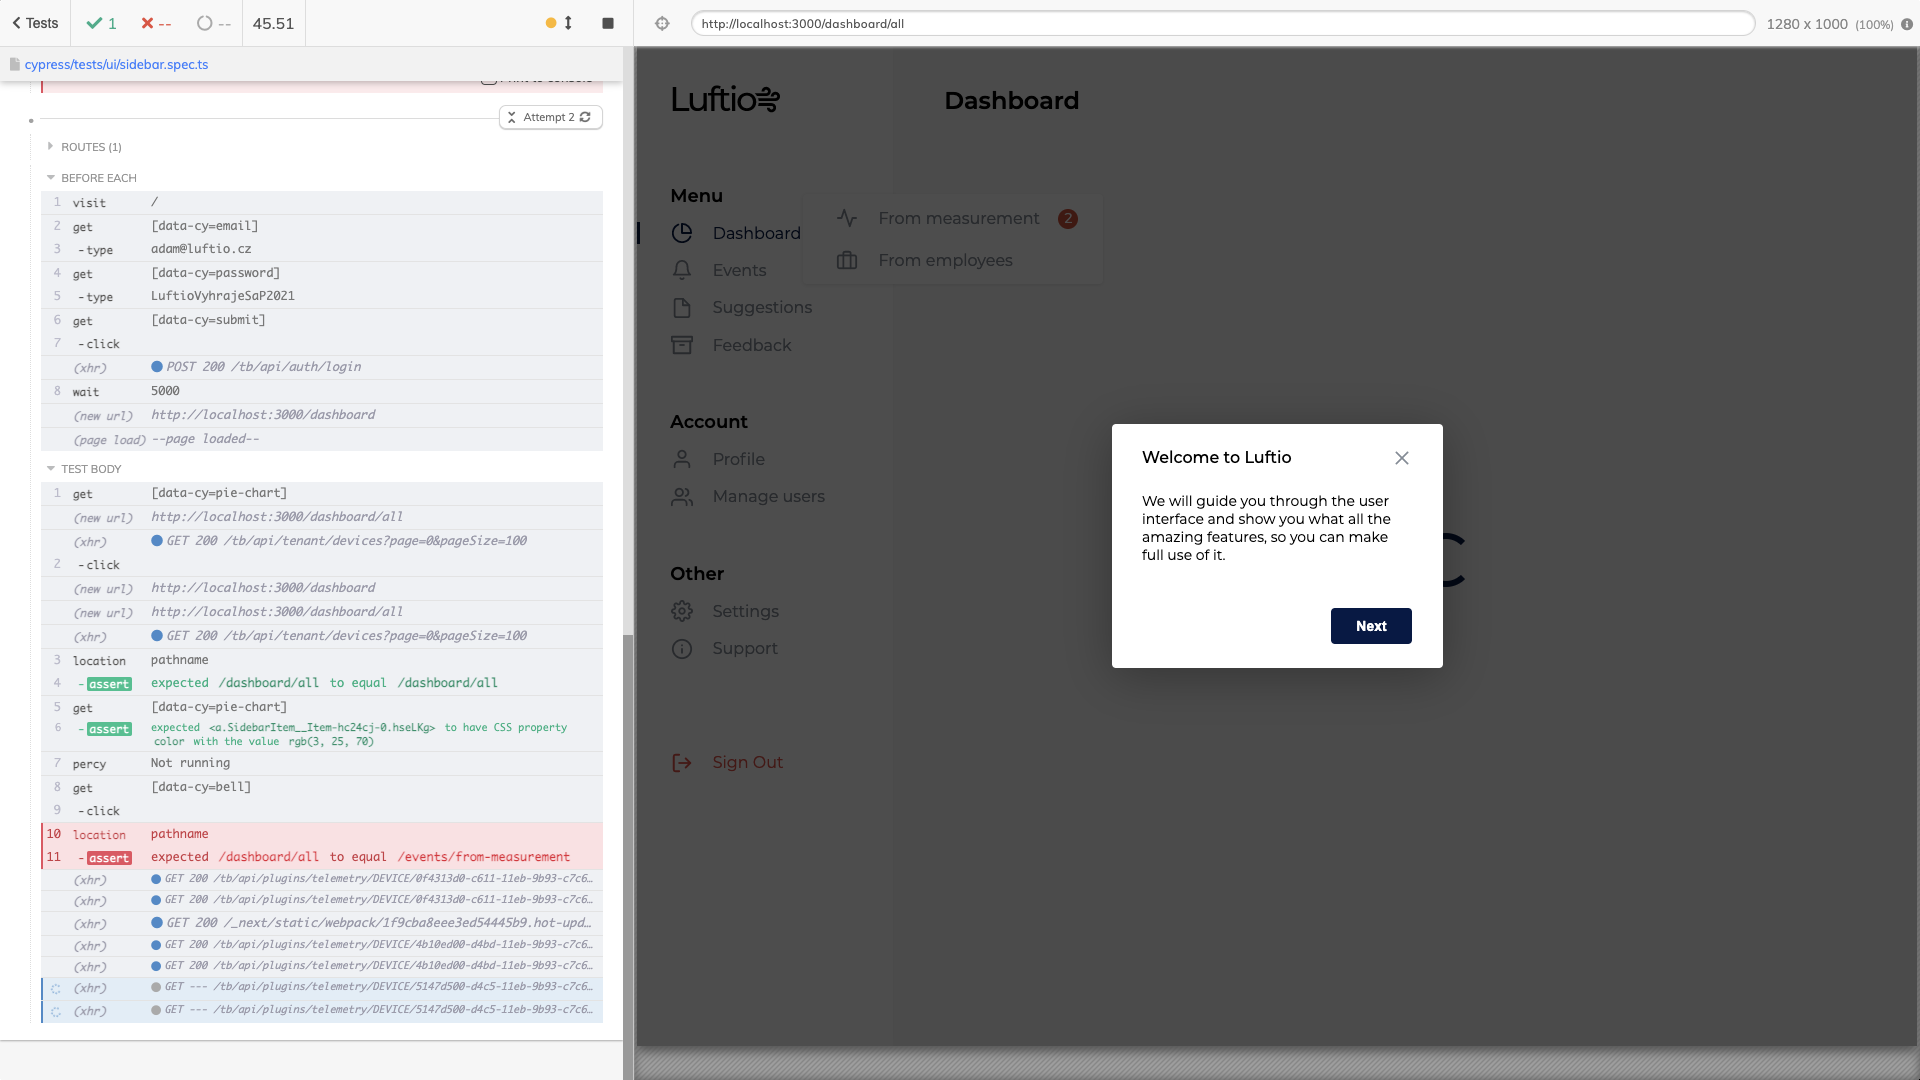 Tests
1
--
--
45.51
cypress/tests/ui/sidebar.spec.ts
Attempt 2
ROUTES (1)
BEFORE EACH
1 visit /
2 get [data-cy=email]
3 -type adam@luftio.cz
4 get [data-cy=password]
5 -type LuftioVyhrajeSaP2021
6 get [data-cy=submit]
7 -click
(xhr) POST 200 /tb/api/auth/login
8 wait 5000
(new url) http://localhost:3000/dashboard
(page load) --page loaded--
TEST BODY
1 get [data-cy=pie-chart]
(new url) http://localhost:3000/dashboard/all
(xhr) GET 200 /tb/api/tenant/devices?page=0&pageSize=100
2 -click
(new url) http://localhost:3000/dashboard
(new url) http://localhost:3000/dashboard/all
(xhr) GET 200 /tb/api/tenant/devices?page=0&pageSize=100
3 location pathname
4 -assert expected /dashboard/all to equal /dashboard/all
5 get [data-cy=pie-chart]
6 -assert expected <a.SidebarItem__Item-hc24cj-0.hseLKg> to have CSS property
color with the value rgb(3, 25, 70)
7 percy Not running
8 get [data-cy=bell]
9 -click
10 location pathname
11 -assert expected /dashboard/all to equal /events/from-measurement
(xhr) GET 200 /tb/api/plugins/telemetry/DEVICE/0f4313d0-c611-11eb-9b93-c7c6…
(xhr) GET 200 /tb/api/plugins/telemetry/DEVICE/0f4313d0-c611-11eb-9b93-c7c6…
(xhr) GET 200 /_next/static/webpack/1f9cba8eee3ed54445b9.hot-upd…
(xhr) GET 200 /tb/api/plugins/telemetry/DEVICE/4b10ed00-d4bd-11eb-9b93-c7c6…
(xhr) GET 200 /tb/api/plugins/telemetry/DEVICE/4b10ed00-d4bd-11eb-9b93-c7c6…
(xhr) GET --- /tb/api/plugins/telemetry/DEVICE/5147d500-d4c5-11eb-9b93-c7c6…
(xhr) GET --- /tb/api/plugins/telemetry/DEVICE/5147d500-d4c5-11eb-9b93-c7c6…
http://localhost:3000/dashboard/all
1280 x 1000 (100%)
Luftio
Dashboard
Menu
Dashboard
Events
Suggestions
Feedback
From measurement 2
From employees
Account
Profile
Manage users
Other
Settings
Support
Sign Out
Welcome to Luftio
We will guide you through the user
interface and show you what all the
amazing features, so you can make
full use of it.
Next